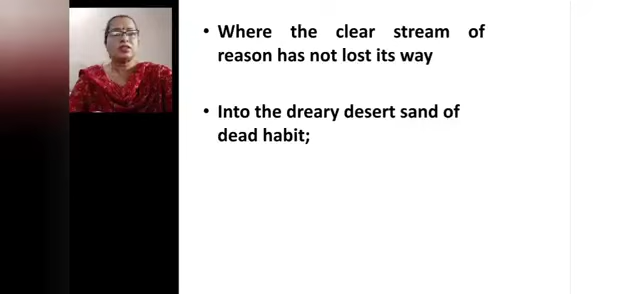 • Where the clear stream of
reason has not lost its way
• Into the dreary desert sand of
dead habit;